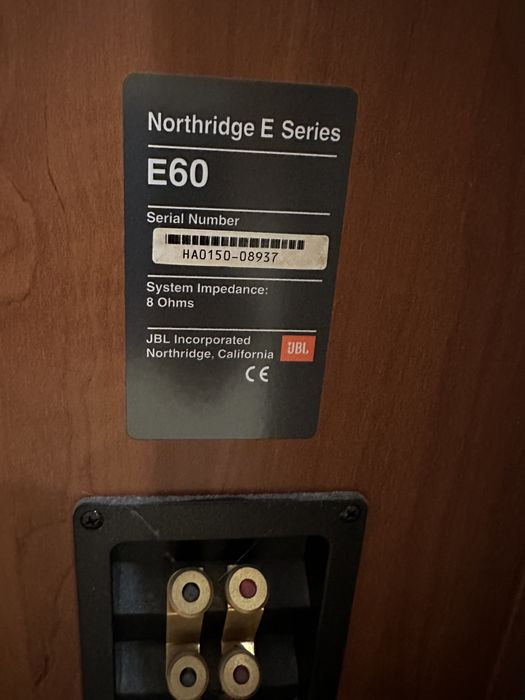 Northridge E Series
E60
Serial Number
HA0150-08937
System Impedance:
8 Ohms
JBL Incorporated
Northridge, California
JBL
CE